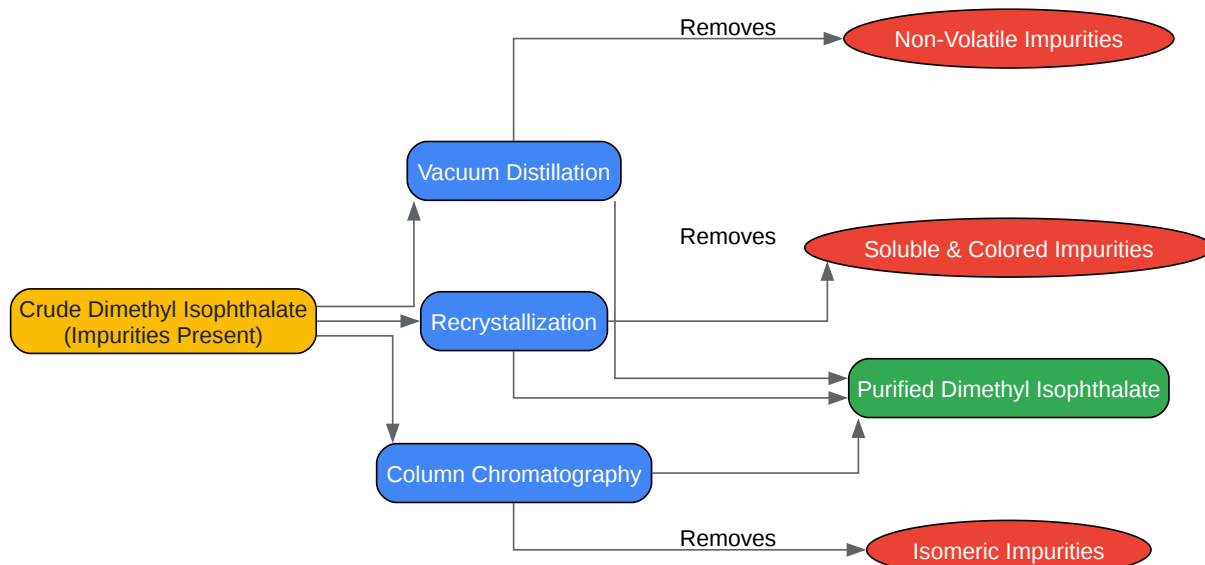 Removes
Non-Volatile Impurities
Vacuum Distillation
Removes
Soluble & Colored Impurities
Crude Dimethyl Isophthalate
(Impurities Present)
Recrystallization
Purified Dimethyl Isophthalate
Column Chromatography
Removes
Isomeric Impurities